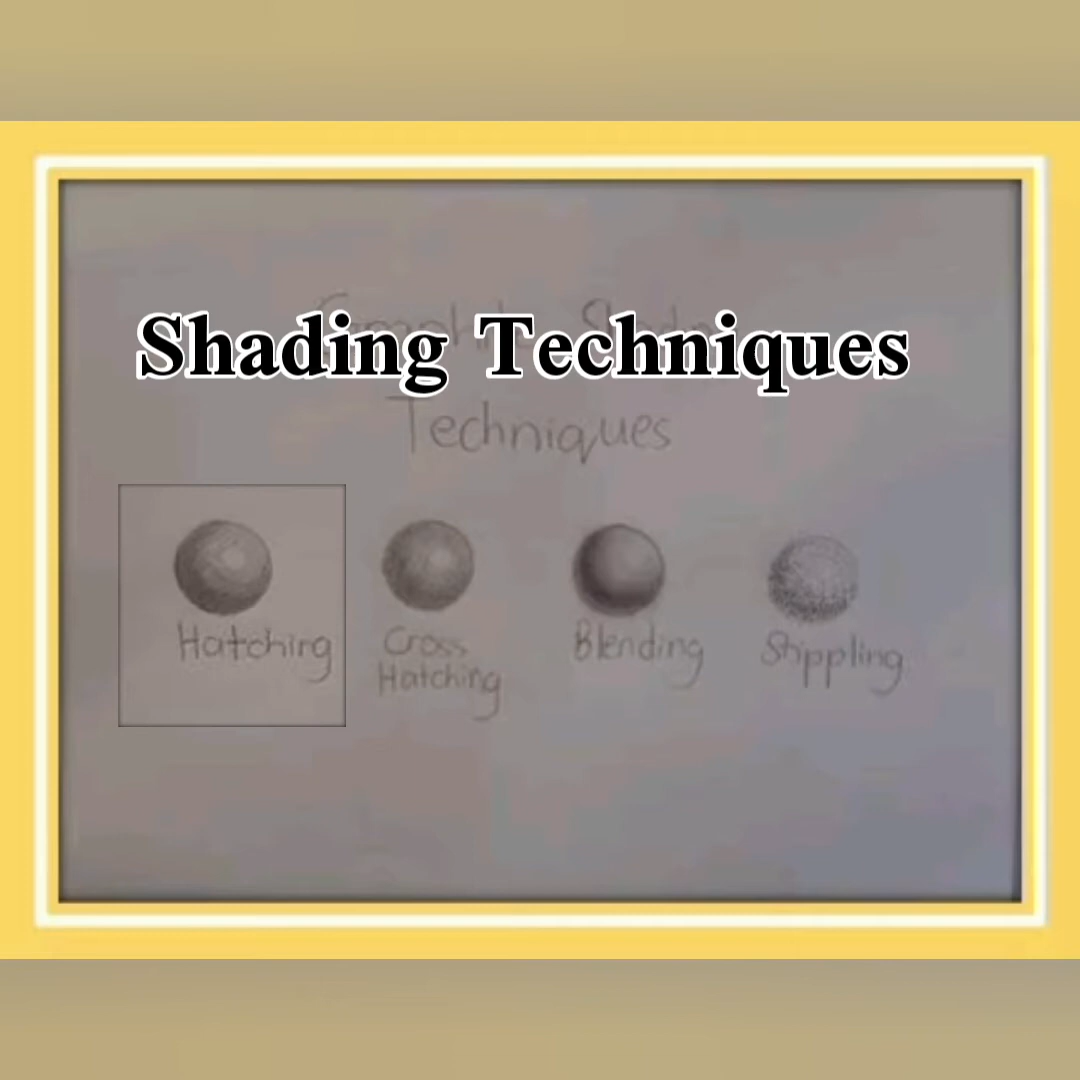 Shading Techniques
Techniques
Hatching
Cross
Hatching
Blending
Stippling